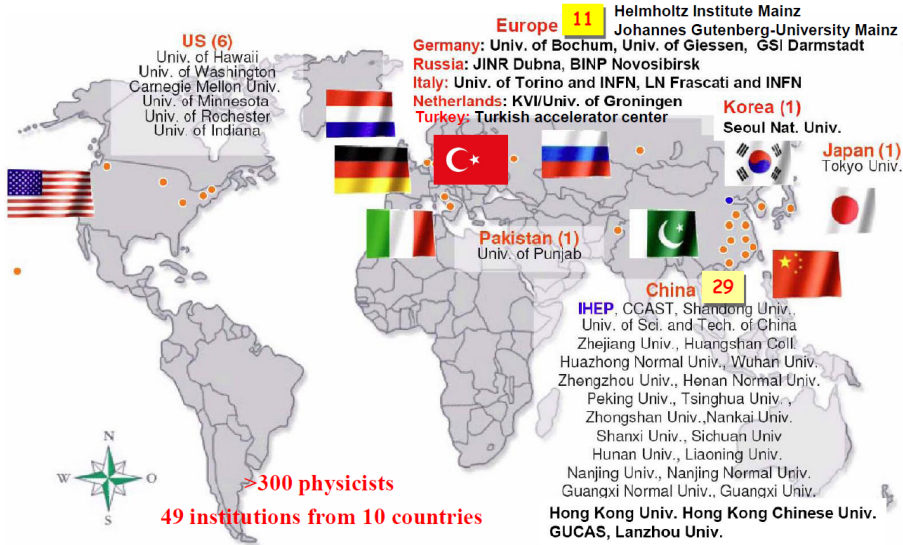 US (6)
Univ. of Hawaii
Univ. of Washington
Carnegie Mellon Univ.
Univ. of Minnesota
Univ. of Rochester
Univ. of Indiana
Europe 11
Helmholtz Institute Mainz
Johannes Gutenberg-University Mainz
Germany: Univ. of Bochum, Univ. of Giessen, GSI Darmstadt
Russia: JINR Dubna, BINP Novosibirsk
Italy: Univ. of Torino and INFN, LN Frascati and INFN
Netherlands: KVI/Univ. of Groningen
Turkey: Turkish accelerator center
Korea (1)
Seoul Nat. Univ.
Japan (1)
Tokyo Univ.
Pakistan (1)
Univ. of Punjab
China 29
IHEP, CCAST, Shandong Univ.,
Univ. of Sci. and Tech. of China
Zhejiang Univ., Huangshan Coll.
Huazhong Normal Univ., Wuhan Univ.
Zhengzhou Univ., Henan Normal Univ.
Peking Univ., Tsinghua Univ. ,
Zhongshan Univ.,Nankai Univ.
Shanxi Univ., Sichuan Univ
Hunan Univ., Liaoning Univ.
Nanjing Univ., Nanjing Normal Univ.
Guangxi Normal Univ., Guangxi Univ.
Hong Kong Univ. Hong Kong Chinese Univ.
GUCAS, Lanzhou Univ.
N
W
O
S
>300 physicists
49 institutions from 10 countries